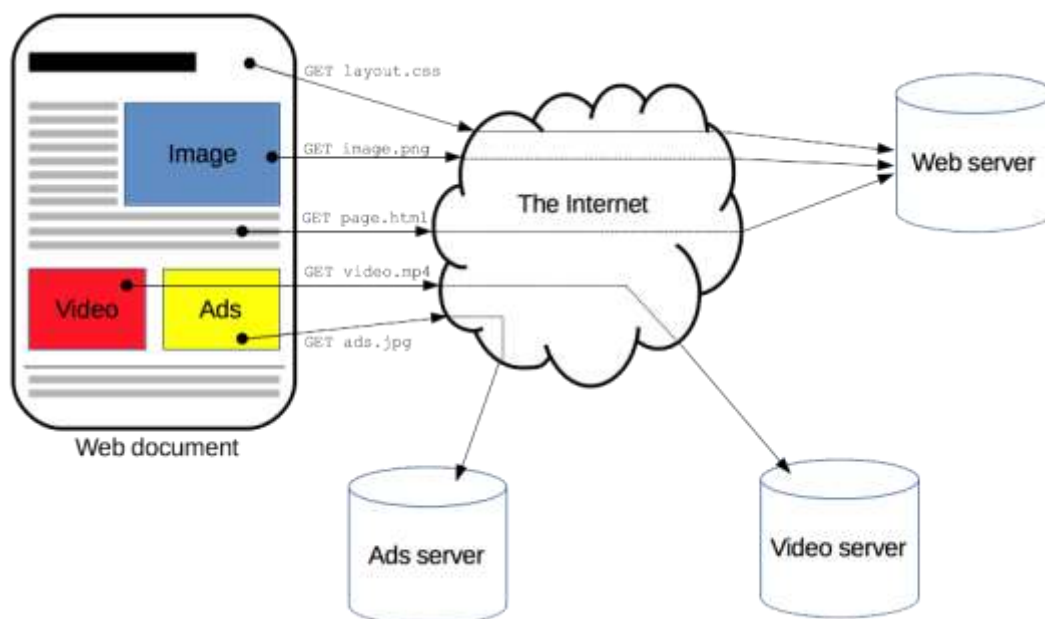 GET layout.css
Image
GET image.png
Web server
The Internet
GET page.html
GET video.mp4
Video
Ads
GET ads.jpg
Web document
Ads server
Video server